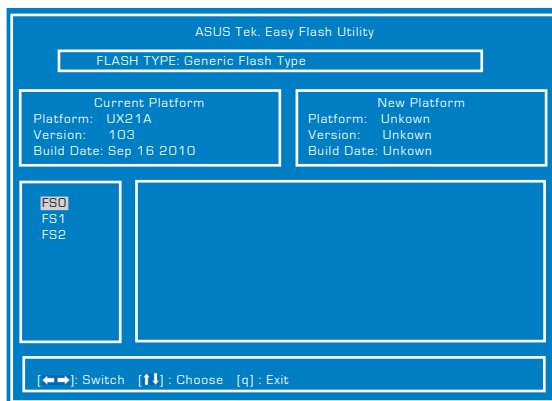 ASUS Tek. Easy Flash Utility
FLASH TYPE: Generic Flash Type
Current Platform
Platform: UX21A
Version: 103
Build Date: Sep 16 2010
New Platform
Platform: Unkown
Version: Unkown
Build Date: Unkown
FS0
FS1
FS2
[←→]: Switch [↑↓] : Choose [q] : Exit